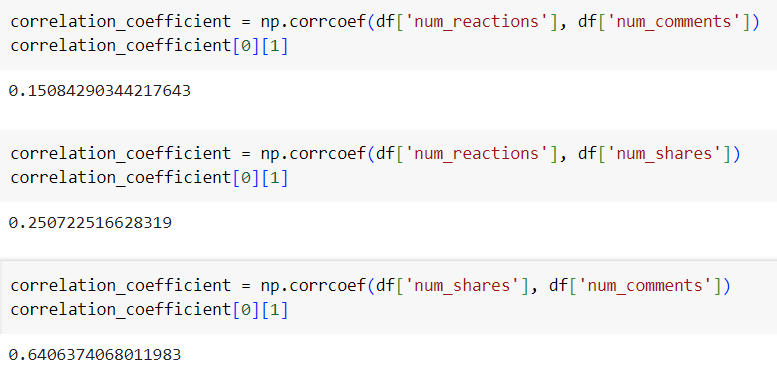 correlation_coefficient = np.corrcoef(df['num_reactions'], df['num_comments'])
correlation_coefficient[0][1]
0.15084290344217643
correlation_coefficient = np.corrcoef(df['num_reactions'], df['num_shares'])
correlation_coefficient[0][1]
0.250722516628319
correlation_coefficient = np.corrcoef(df['num_shares'], df['num_comments'])
correlation_coefficient[0][1]
0.6406374068011983